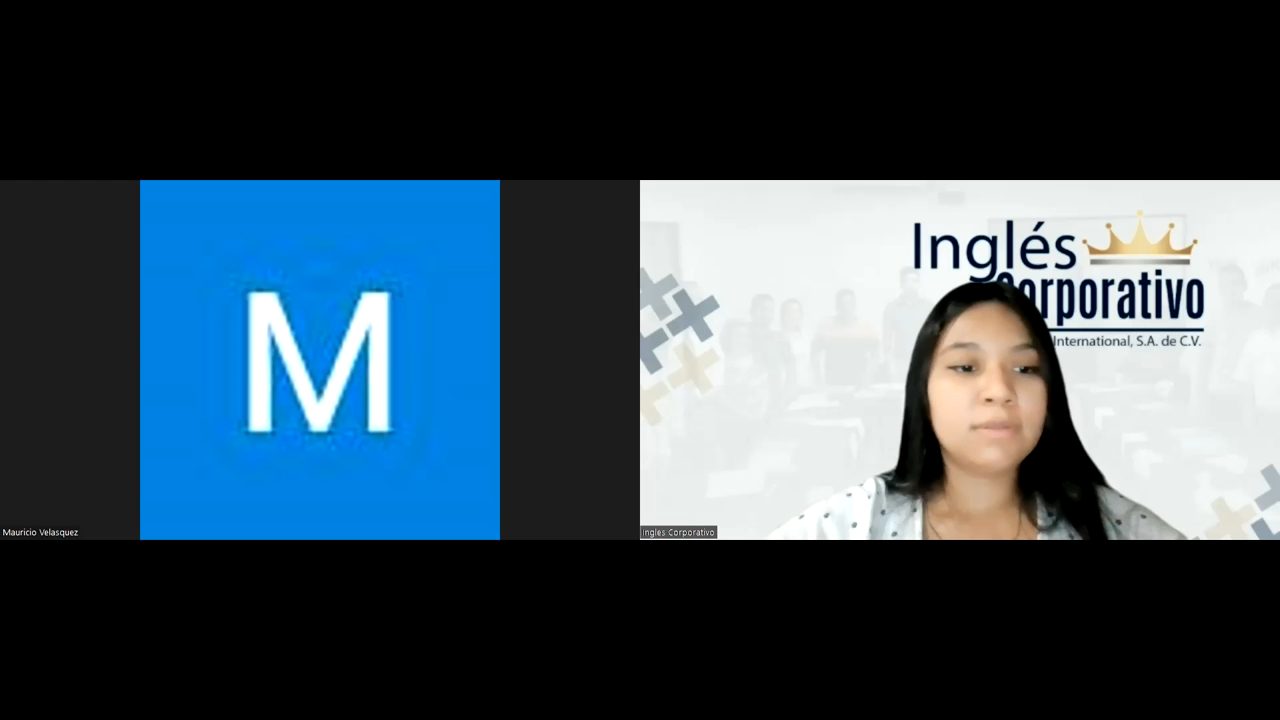 M
Mauricio Velasquez
Inglés
Corporativo
International, S.A. de C.V.
Ingles Corporativo